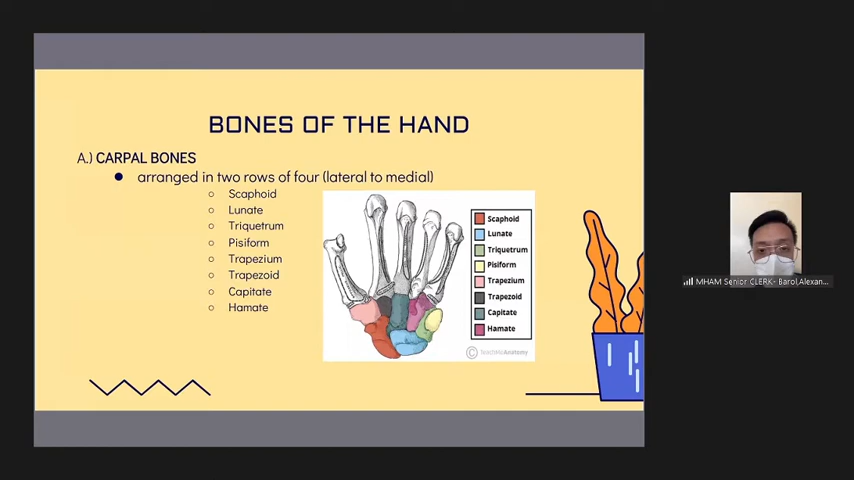 BONES OF THE HAND
A.) CARPAL BONES
● arranged in two rows of four (lateral to medial)
○ Scaphoid
○ Lunate
○ Triquetrum
○ Pisiform
○ Trapezium
○ Trapezoid
○ Capitate
○ Hamate
Scaphoid
Lunate
Triquetrum
Pisiform
Trapezium
Trapezoid
Capitate
Hamate
© TeachMeAnatomy
MHAM Senior CLERK- Barol,Alexan...